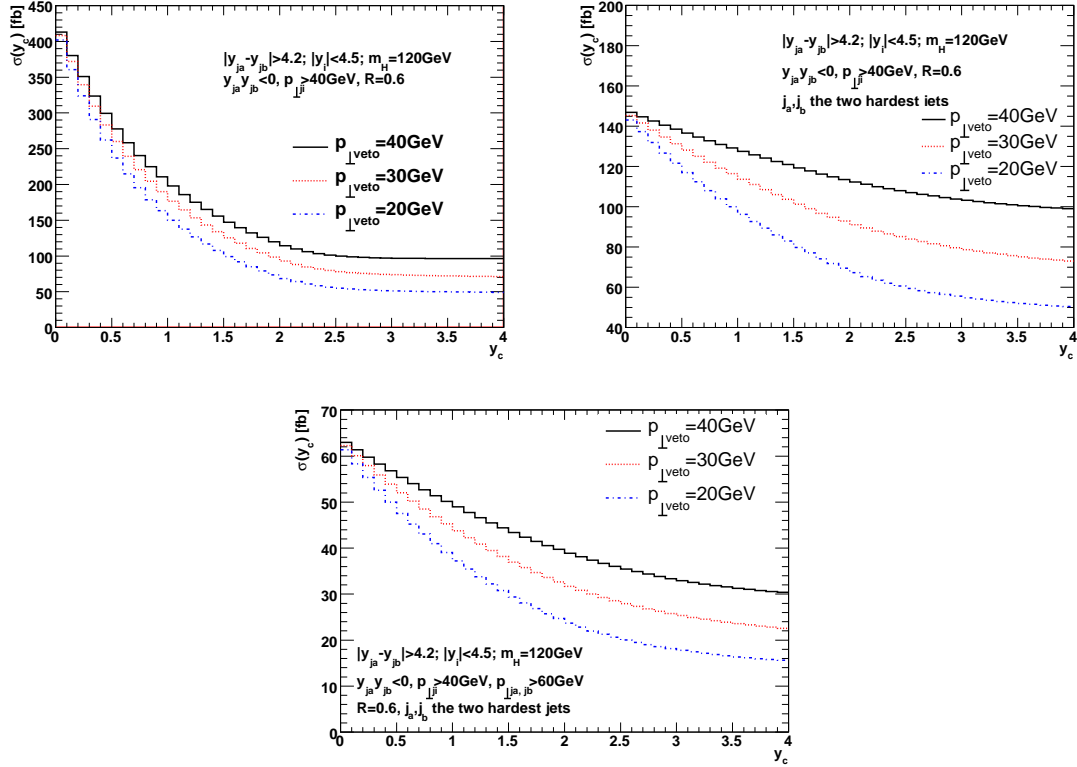 σ(y_c) [fb]
|y_ja-y_jb|>4.2; |y_i|<4.5; m_H=120GeV
y_ja y_jb<0, p_⊥ji>40GeV, R=0.6
p_⊥veto=40GeV
p_⊥veto=30GeV
p_⊥veto=20GeV
450
400
350
300
250
200
150
100
50
0
0 0.5 1 1.5 2 2.5 3 3.5 4
y_c
σ(y_c) [fb]
|y_ja-y_jb|>4.2; |y_i|<4.5; m_H=120GeV
y_ja y_jb<0, p_⊥ji>40GeV, R=0.6
j_a,j_b the two hardest jets
p_⊥veto=40GeV
p_⊥veto=30GeV
p_⊥veto=20GeV
200
180
160
140
120
100
80
60
40
0 0.5 1 1.5 2 2.5 3 3.5 4
y_c
σ(y_c) [fb]
p_⊥veto=40GeV
p_⊥veto=30GeV
p_⊥veto=20GeV
70
60
50
40
30
20
10
0
|y_ja-y_jb|>4.2; |y_i|<4.5; m_H=120GeV
y_ja y_jb<0, p_⊥ji>40GeV, p_⊥ja, jb>60GeV
R=0.6, j_a,j_b the two hardest jets
0 0.5 1 1.5 2 2.5 3 3.5 4
y_c